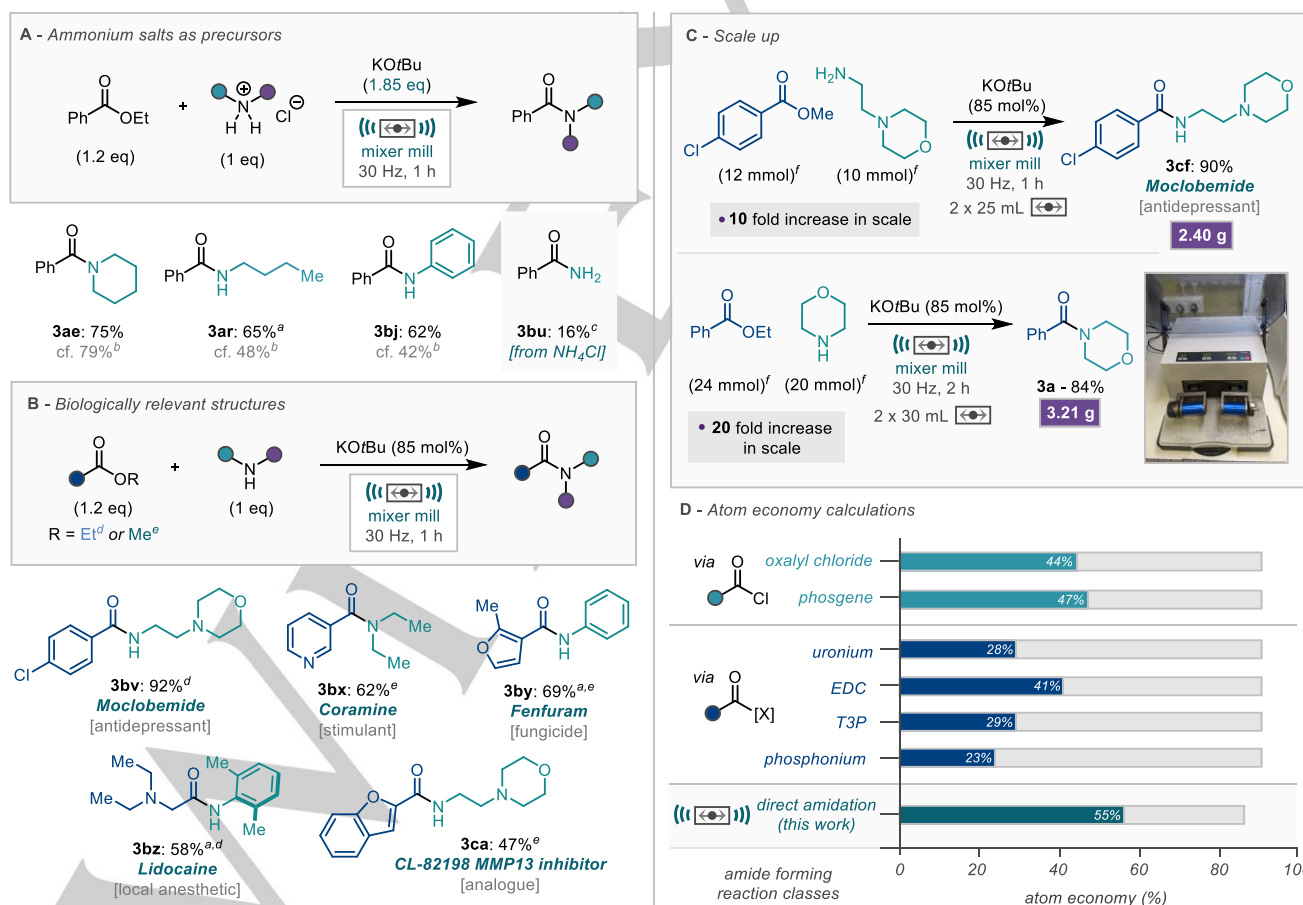 A - Ammonium salts as precursors
O
Ph
OEt
(1.2 eq)
+
+
N
H H
Cl
−
(1 eq)
KOtBu
(1.85 eq)
mixer mill
30 Hz, 1 h
O
Ph
N
O
Ph
N
3ae: 75%
cf. 79%b
O
Ph
N
H
Me
3ar: 65%a
cf. 48%b
O
Ph
N
H
3bj: 62%
cf. 42%b
O
Ph
NH2
3bu: 16%c
[from NH4Cl]
B - Biologically relevant structures
O
OR
(1.2 eq)
R = Etd or Mee
+
N
H
(1 eq)
KOtBu (85 mol%)
mixer mill
30 Hz, 1 h
O
N
O
N
H
N
O
Cl
3bv: 92%d
Moclobemide
[antidepressant]
O
N
Me
Me
N
3bx: 62%e
Coramine
[stimulant]
Me
O
O
N
H
3by: 69%a,e
Fenfuram
[fungicide]
Me
Me
N
O
N
H
Me
Me
3bz: 58%a,d
Lidocaine
[local anesthetic]
O
O
N
H
N
O
3ca: 47%e
CL-82198 MMP13 inhibitor
[analogue]
C - Scale up
O
OMe
Cl
(12 mmol)f
H2N
N
O
(10 mmol)f
• 10 fold increase in scale
KOtBu
(85 mol%)
mixer mill
30 Hz, 1 h
2 x 25 mL
O
N
H
N
O
Cl
3cf: 90%
Moclobemide
[antidepressant]
2.40 g
O
Ph
OEt
(24 mmol)f
O
N
H
(20 mmol)f
• 20 fold increase
in scale
KOtBu (85 mol%)
mixer mill
30 Hz, 2 h
2 x 30 mL
O
Ph
N
O
3a - 84%
3.21 g
D - Atom economy calculations
via
O
Cl
oxalyl chloride
44%
phosgene
47%
via
O
[X]
uronium
28%
EDC
41%
T3P
29%
phosphonium
23%
direct amidation
(this work)
55%
0 20 40 60 80 10
amide forming
reaction classes
atom economy (%)